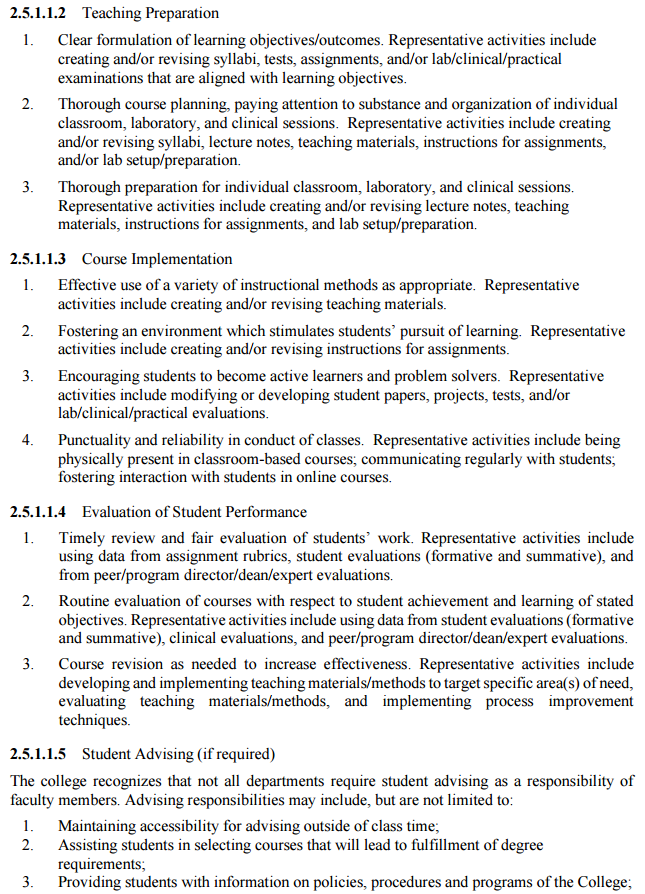 2.5.1.1.2 Teaching Preparation
1. Clear formulation of learning objectives/outcomes. Representative activities include
creating and/or revising syllabi, tests, assignments, and/or lab/clinical/practical
examinations that are aligned with learning objectives.
2. Thorough course planning, paying attention to substance and organization of individual
classroom, laboratory, and clinical sessions. Representative activities include creating
and/or revising syllabi, lecture notes, teaching materials, instructions for assignments,
and/or lab setup/preparation.
3. Thorough preparation for individual classroom, laboratory, and clinical sessions.
Representative activities include creating and/or revising lecture notes, teaching
materials, instructions for assignments, and lab setup/preparation.
2.5.1.1.3 Course Implementation
1. Effective use of a variety of instructional methods as appropriate. Representative
activities include creating and/or revising teaching materials.
2. Fostering an environment which stimulates students’ pursuit of learning. Representative
activities include creating and/or revising instructions for assignments.
3. Encouraging students to become active learners and problem solvers. Representative
activities include modifying or developing student papers, projects, tests, and/or
lab/clinical/practical evaluations.
4. Punctuality and reliability in conduct of classes. Representative activities include being
physically present in classroom-based courses; communicating regularly with students;
fostering interaction with students in online courses.
2.5.1.1.4 Evaluation of Student Performance
1. Timely review and fair evaluation of students’ work. Representative activities include
using data from assignment rubrics, student evaluations (formative and summative), and
from peer/program director/dean/expert evaluations.
2. Routine evaluation of courses with respect to student achievement and learning of stated
objectives. Representative activities include using data from student evaluations (formative
and summative), clinical evaluations, and peer/program director/dean/expert evaluations.
3. Course revision as needed to increase effectiveness. Representative activities include
developing and implementing teaching materials/methods to target specific area(s) of need,
evaluating teaching materials/methods, and implementing process improvement
techniques.
2.5.1.1.5 Student Advising (if required)
The college recognizes that not all departments require student advising as a responsibility of
faculty members. Advising responsibilities may include, but are not limited to:
1. Maintaining accessibility for advising outside of class time;
2. Assisting students in selecting courses that will lead to fulfillment of degree
requirements;
3. Providing students with information on policies, procedures and programs of the College;